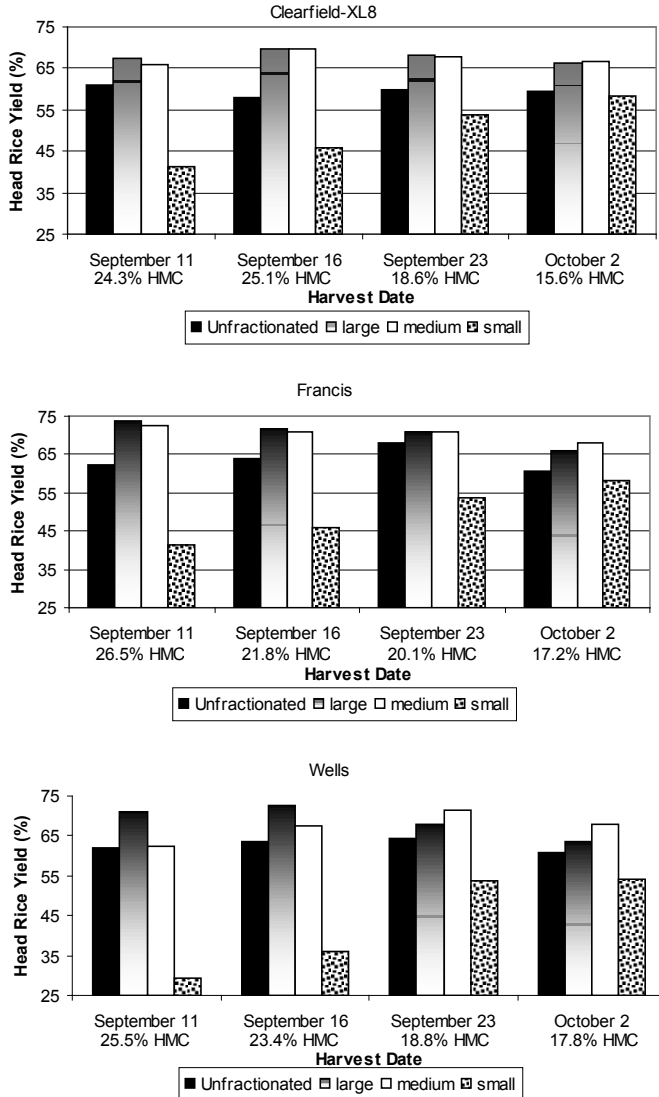 Clearfield-XL8
Head Rice Yield (%)
75
65
55
45
35
25
September 11 September 16 September 23 October 2
24.3% HMC 25.1% HMC 18.6% HMC 15.6% HMC
Harvest Date
Unfractionated large medium small
Francis
Head Rice Yield (%)
75
65
55
45
35
25
September 11 September 16 September 23 October 2
26.5% HMC 21.8% HMC 20.1% HMC 17.2% HMC
Harvest Date
Unfractionated large medium small
Wells
Head Rice Yield (%)
75
65
55
45
35
25
September 11 September 16 September 23 October 2
25.5% HMC 23.4% HMC 18.8% HMC 17.8% HMC
Harvest Date
Unfractionated large medium small